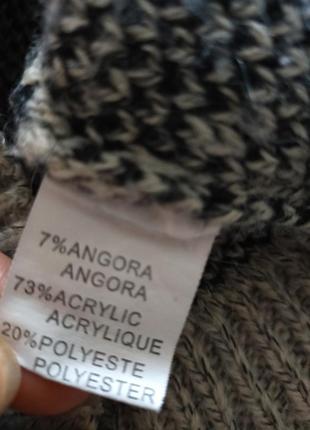 7%ANGORA
ANGORA
73%ACRYLIC
ACRYLIQUE
20%POLYESTE
POLYESTER